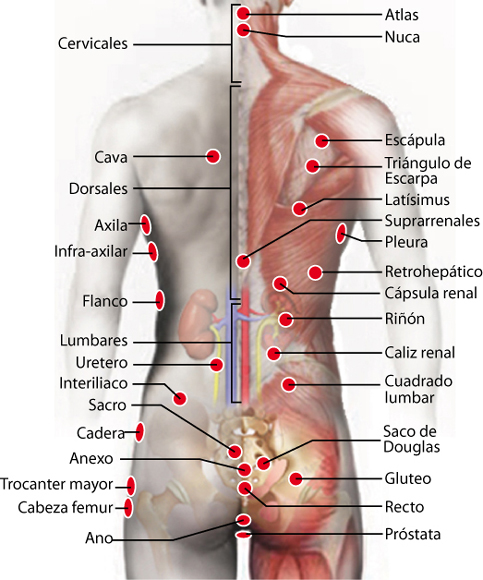 Cervicales
Cava
Dorsales
Axila
Infra-axilar
Flanco
Lumbares
Uretero
Interiliaco
Sacro
Cadera
Anexo
Trocanter mayor
Cabeza femur
Ano
Atlas
Nuca
Escápula
Triángulo de
Escarpa
Latísimus
Suprarrenales
Pleura
Retrohepático
Cápsula renal
Riñón
Caliz renal
Cuadrado
lumbar
Saco de
Douglas
Gluteo
Recto
Próstata